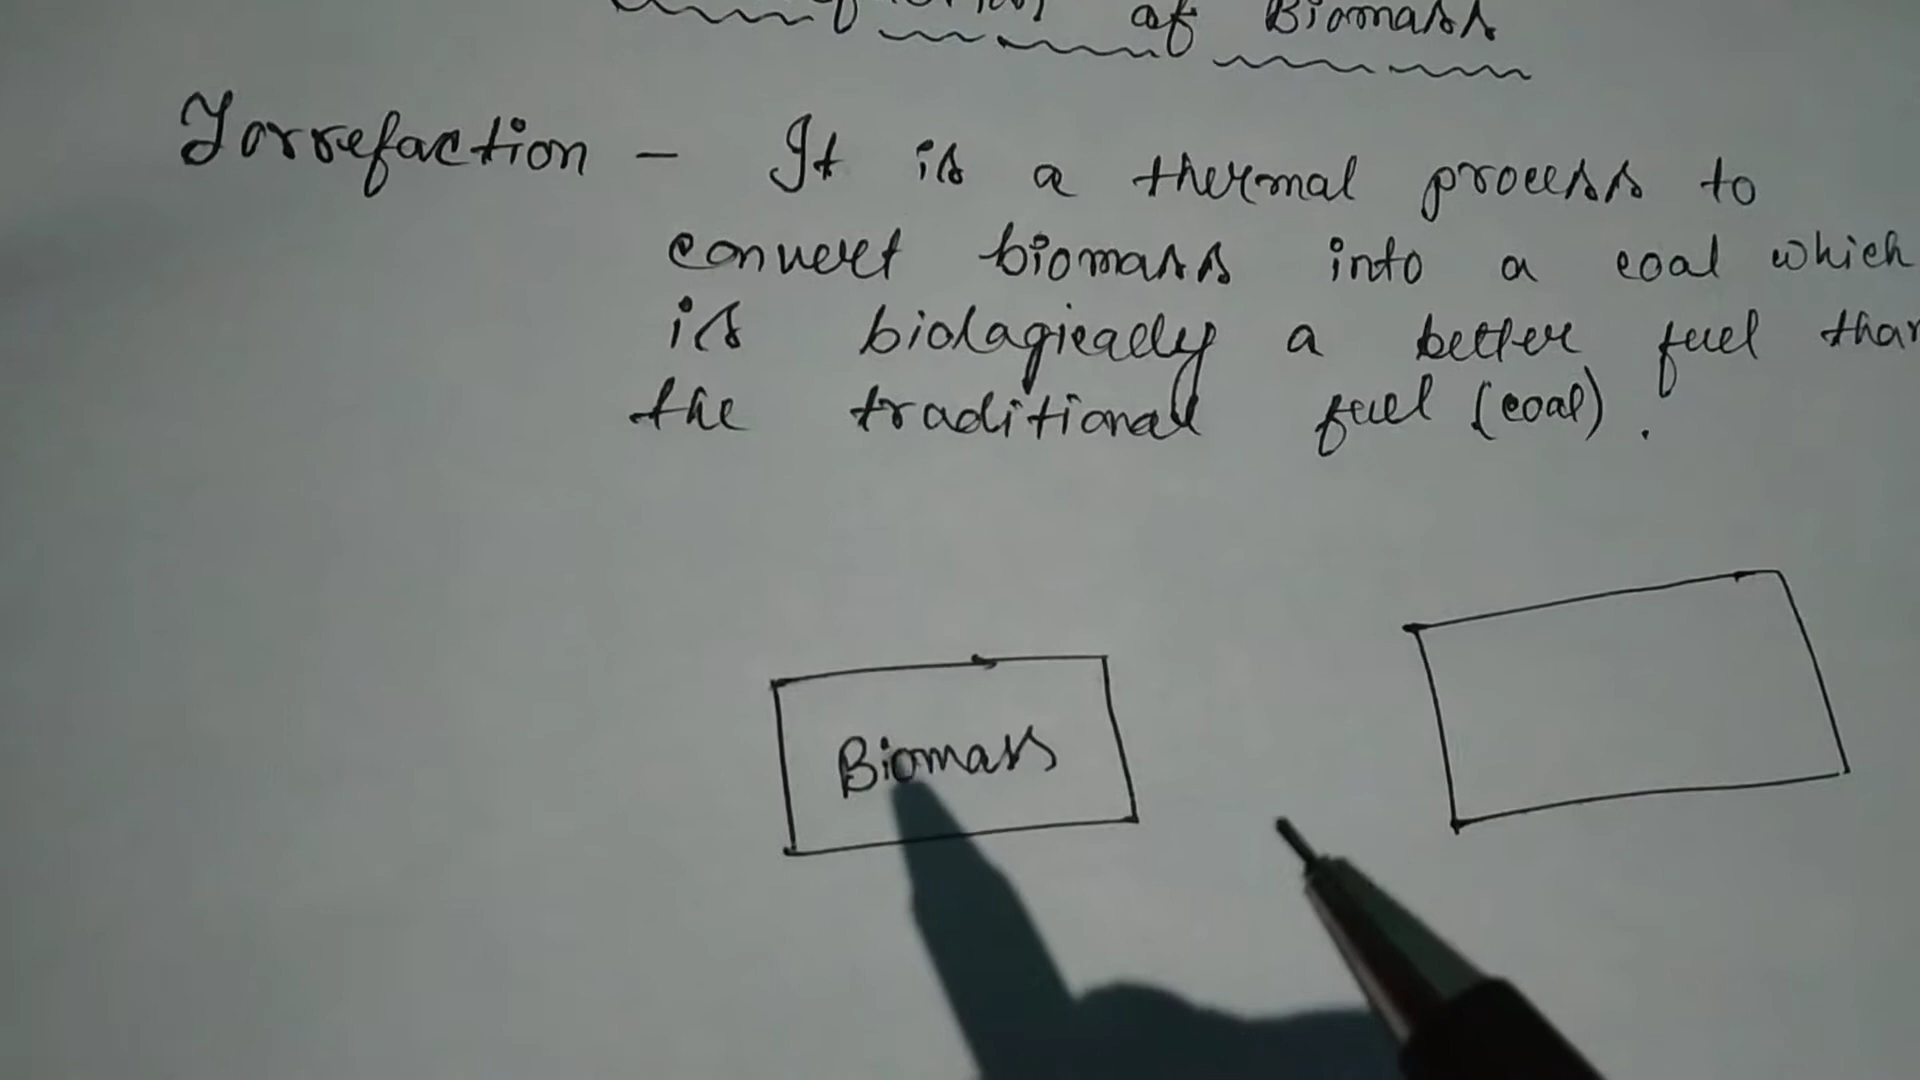 of Biomass
Torrefaction - It is a thermal process to
convert biomass into a coal which
is biologically a better fuel than
the traditional fuel (coal).
Biomass